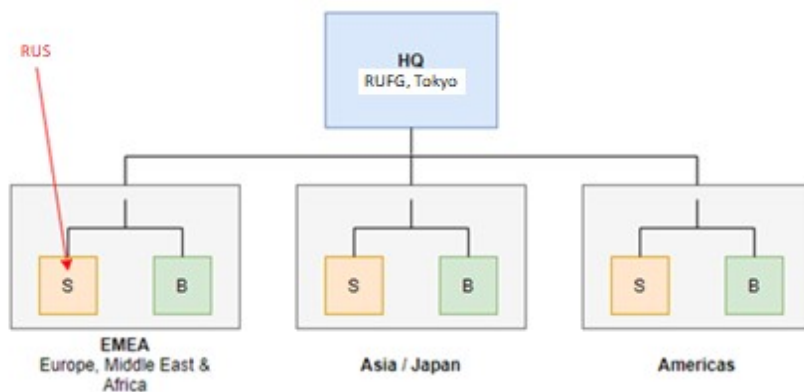 RUS
HQ
RUFG, Tokyo
S
B
S
B
S
B
EMEA
Europe, Middle East &
Africa
Asia / Japan
Americas